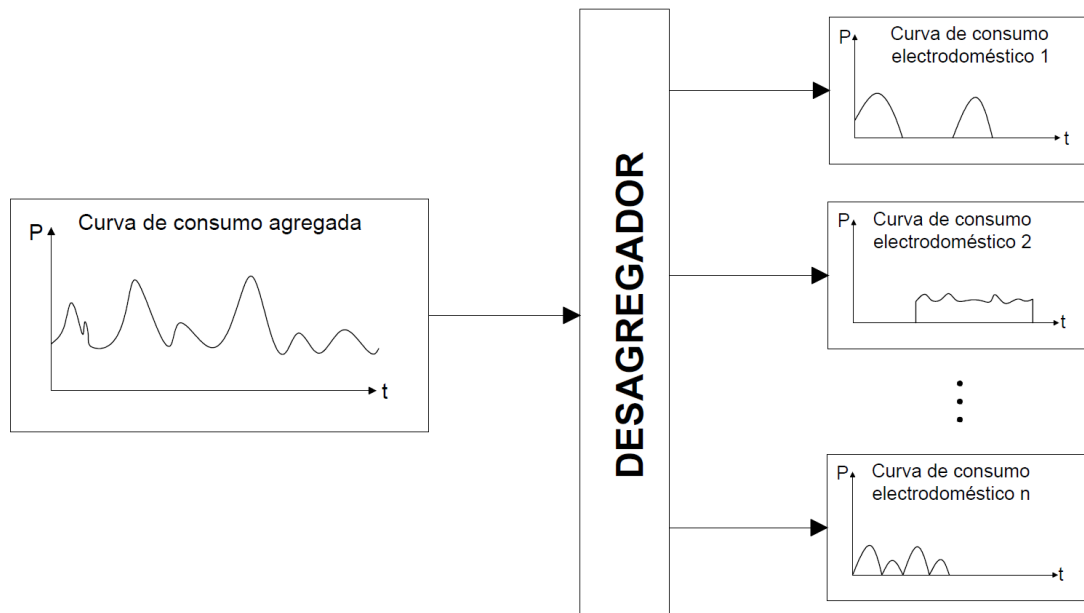 Curva de consumo agregada
P
t
DESAGREGADOR
Curva de consumo
electrodoméstico 1
P
t
Curva de consumo
electrodoméstico 2
P
t
Curva de consumo
electrodoméstico n
P
t